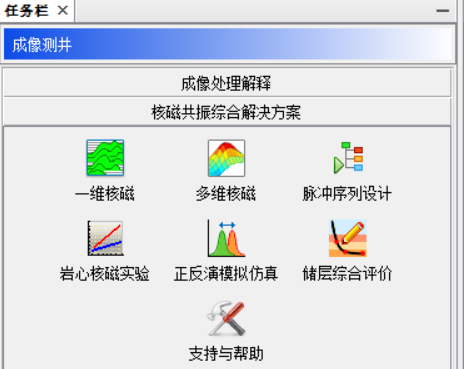 任务栏
成像测井
成像处理解释
核磁共振综合解决方案
一维核磁 多维核磁 脉冲序列设计
岩心核磁实验 正反演模拟仿真 储层综合评价
支持与帮助